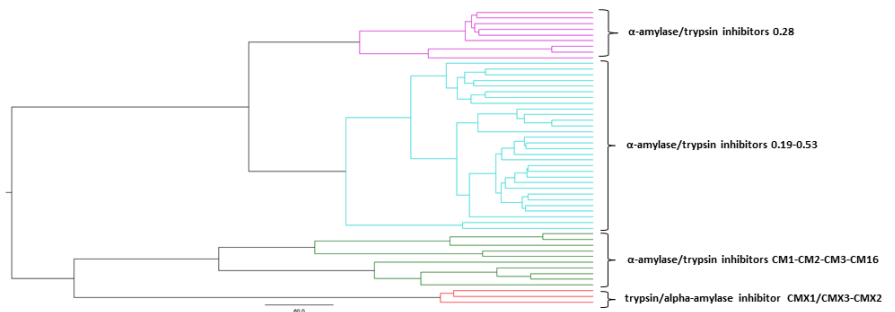 α-amylase/trypsin inhibitors 0.28
α-amylase/trypsin inhibitors 0.19-0.53
α-amylase/trypsin inhibitors CM1-CM2-CM3-CM16
trypsin/alpha-amylase inhibitor CMX1/CMX3-CMX2